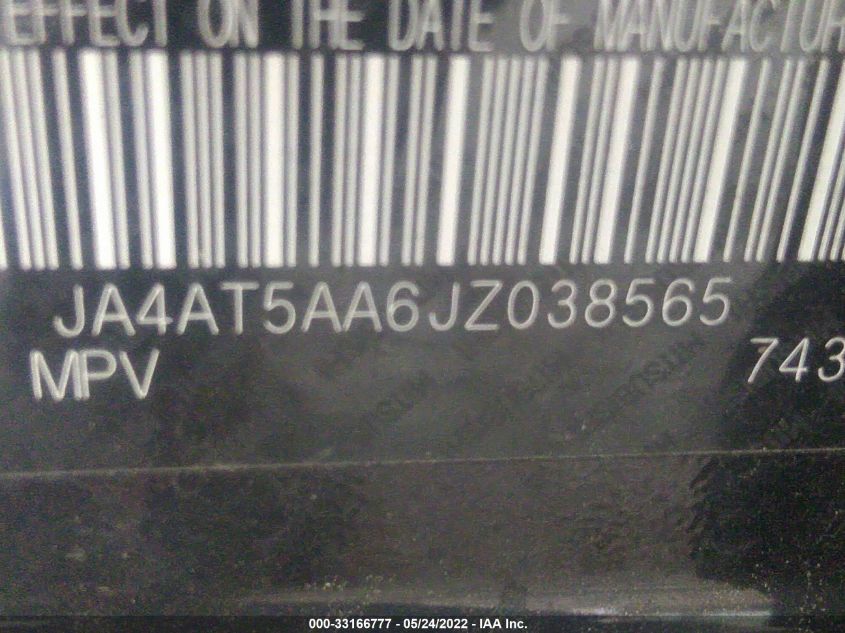 EFFECT ON THE DATE OF MANUFACTUR
JA4AT5AA6JZ038565
MPV 743
000-33166777 - 05/24/2022 - IAA Inc.